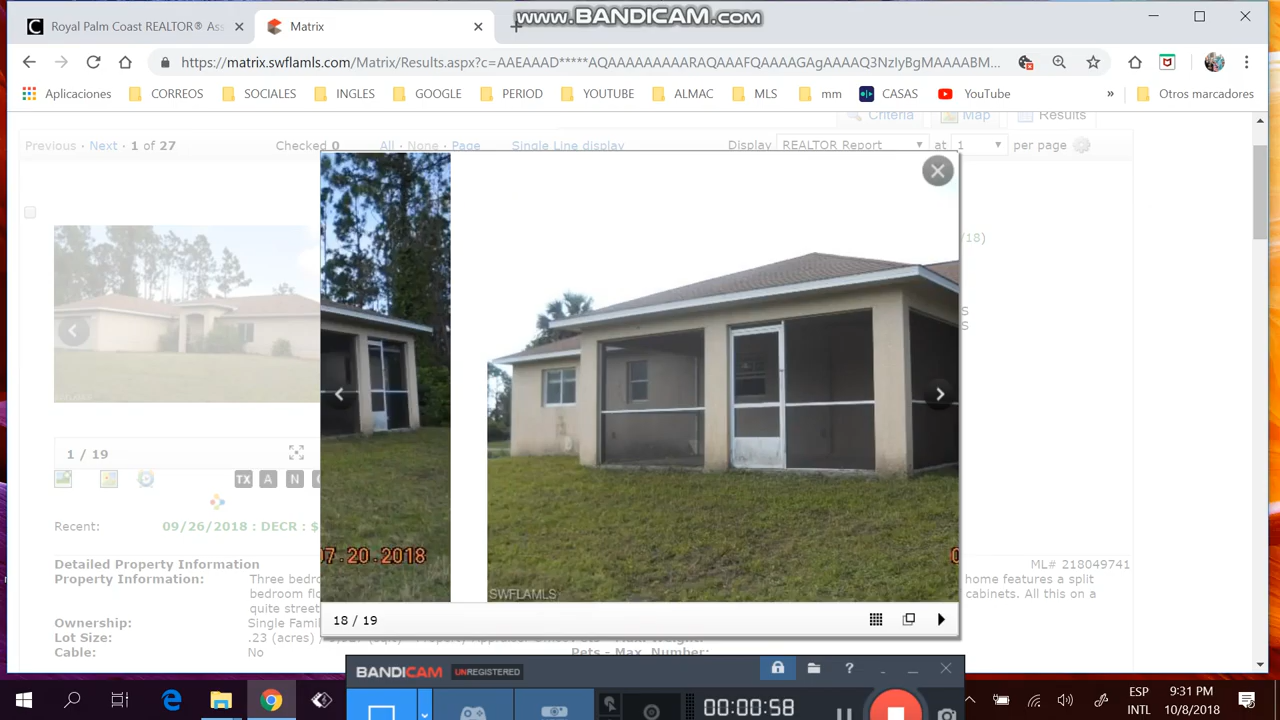 www.BANDICAM.com
Royal Palm Coast REALTOR® Ass
Matrix
https://matrix.swflamls.com/Matrix/Results.aspx?c=AAEAAAD*****AQAAAAAAAAARAQAAAFQAAAAGAgAAAAQ3NzIyBgMAAAABM...
Aplicaciones
CORREOS
SOCIALES
INGLES
GOOGLE
PERIOD
YOUTUBE
ALMAC
MLS
mm
CASAS
YouTube
»
Otros marcadores
Criteria
Map
Results
Previous · Next · 1 of 27
Checked 0
All · None · Page
Single Line display
Display
REALTOR Report
at
1
per page
/18)
S
S
07.20.2018
0
SWFLAMLS
1 / 19
18 / 19
TX
A
N
Recent:
09/26/2018 : DECR : $
Detailed Property Information
ML# 218049741
Property Information:
Three bedro
home features a split
bedroom flo
cabinets. All this on a
quite street
Ownership:
Single Famil
Lot Size:
.23 (acres)
Cable:
No
Pets - Max. Number:
BANDICAM
UNREGISTERED
00:00:58
ESP
INTL
9:31 PM
10/8/2018